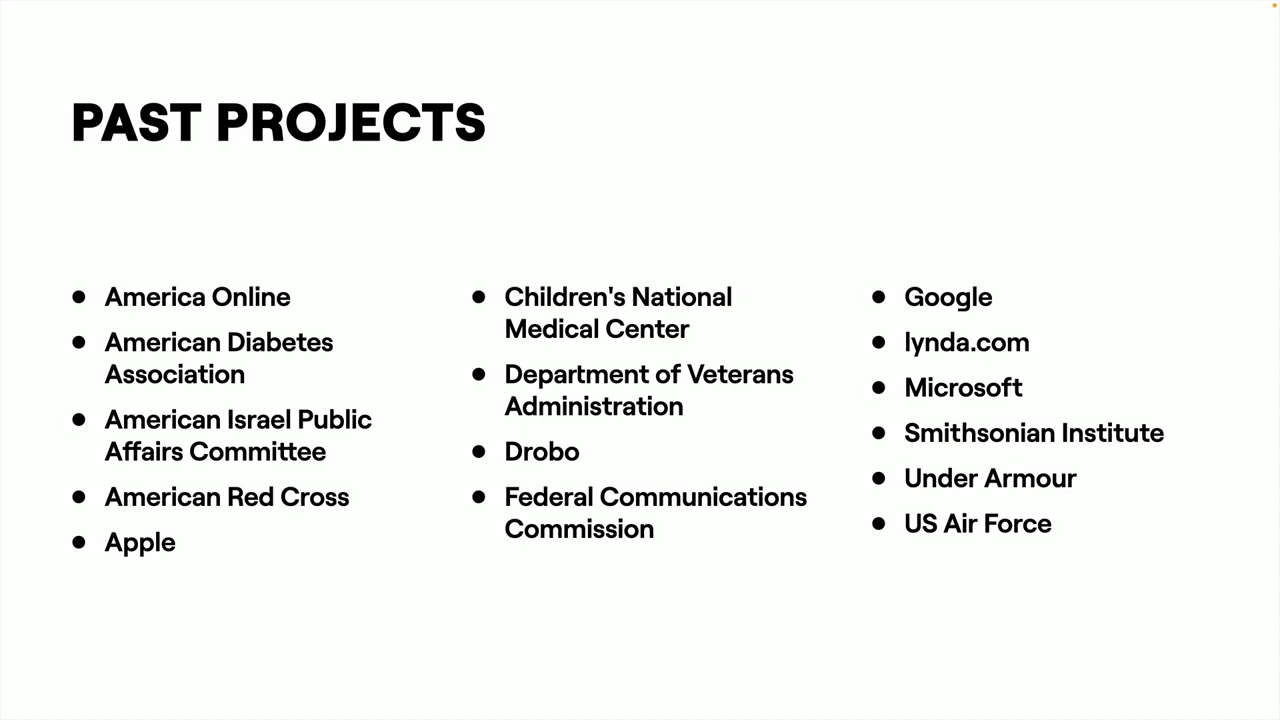 PAST PROJECTS
• America Online
• American Diabetes
Association
• American Israel Public
Affairs Committee
• American Red Cross
• Apple
• Children's National
Medical Center
• Department of Veterans
Administration
• Drobo
• Federal Communications
Commission
• Google
• lynda.com
• Microsoft
• Smithsonian Institute
• Under Armour
• US Air Force